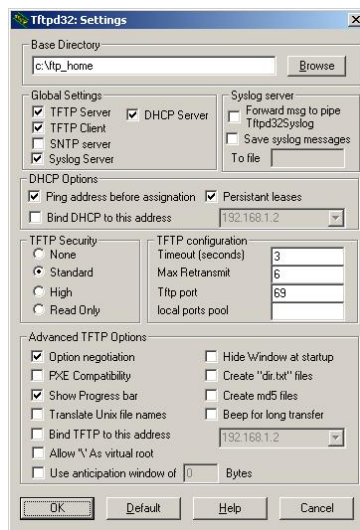 Tftpd32: Settings
Base Directory
c:\ftp_home
Browse
Global Settings
TFTP Server
TFTP Client
SNTP server
Syslog Server
DHCP Server
Syslog server
Forward msg to pipe
Tftpd32Syslog
Save syslog messages
To file
DHCP Options
Ping address before assignation
Persistant leases
Bind DHCP to this address
192.168.1.2
TFTP Security
None
Standard
High
Read Only
TFTP configuration
Timeout (seconds) 3
Max Retransmit 6
Tftp port 69
local ports pool
Advanced TFTP Options
Option negotiation
PXE Compatibility
Show Progress bar
Translate Unix file names
Bind TFTP to this address
Allow '\' As virtual root
Use anticipation window of 0 Bytes
Hide Window at startup
Create "dir.txt" files
Create md5 files
Beep for long transfer
192.168.1.2
OK
Default
Help
Cancel